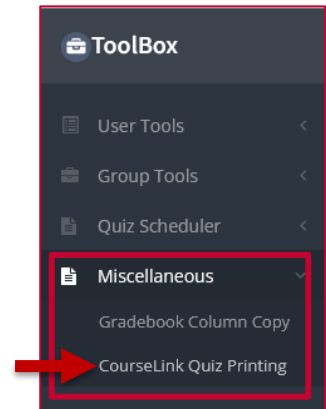 ToolBox
User Tools
Group Tools
Quiz Scheduler
Miscellaneous
Gradebook Column Copy
CourseLink Quiz Printing